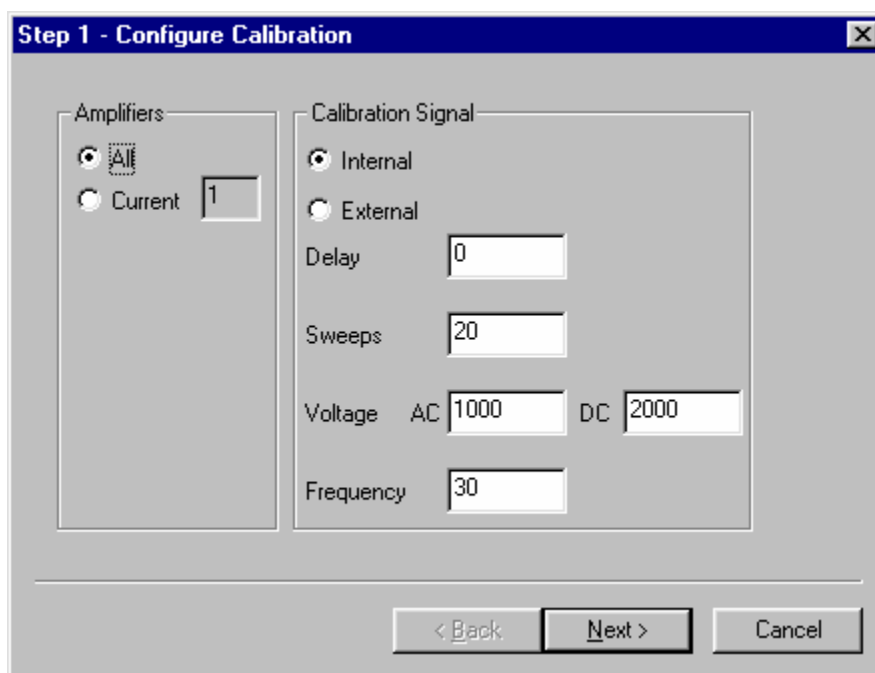 Step 1 - Configure Calibration
Amplifiers
All
Current 1
Calibration Signal
Internal
External
Delay 0
Sweeps 20
Voltage AC 1000 DC 2000
Frequency 30
< Back Next > Cancel